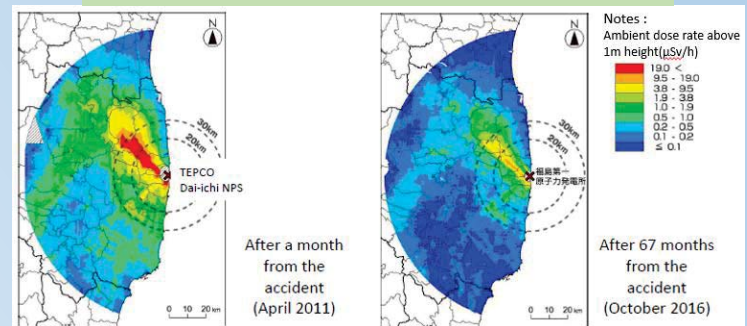 N
30km
20km
TEPCO
Dai-ichi NPS
0 10 20 km
After a month
from the
accident
(April 2011)
N
30km
20km
福島第一
原子力発電所
0 10 20 km
Notes :
Ambient dose rate above
1m height(μSv/h)
19.0 <
9.5 - 19.0
3.8 - 9.5
1.9 - 3.8
1.0 - 1.9
0.5 - 1.0
0.2 - 0.5
0.1 - 0.2
≦ 0.1
After 67 months
from the
accident
(October 2016)